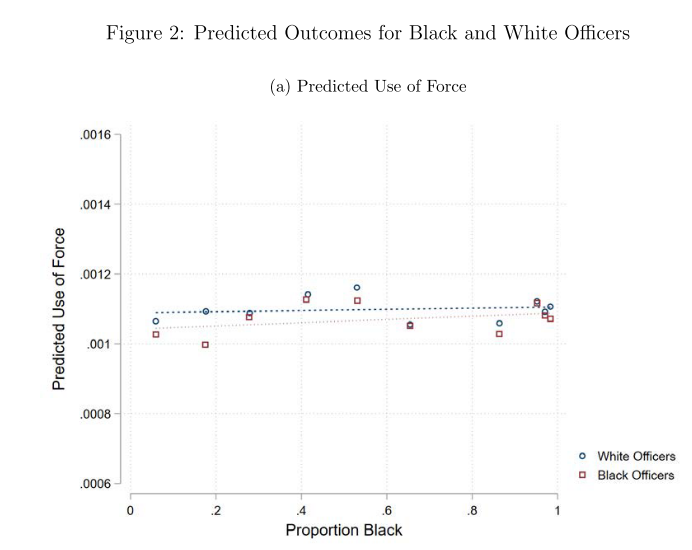 Figure 2: Predicted Outcomes for Black and White Officers
(a) Predicted Use of Force
.0016
.0014
.0012
.001
.0008
.0006
Predicted Use of Force
0 .2 .4 .6 .8 1
Proportion Black
White Officers
Black Officers